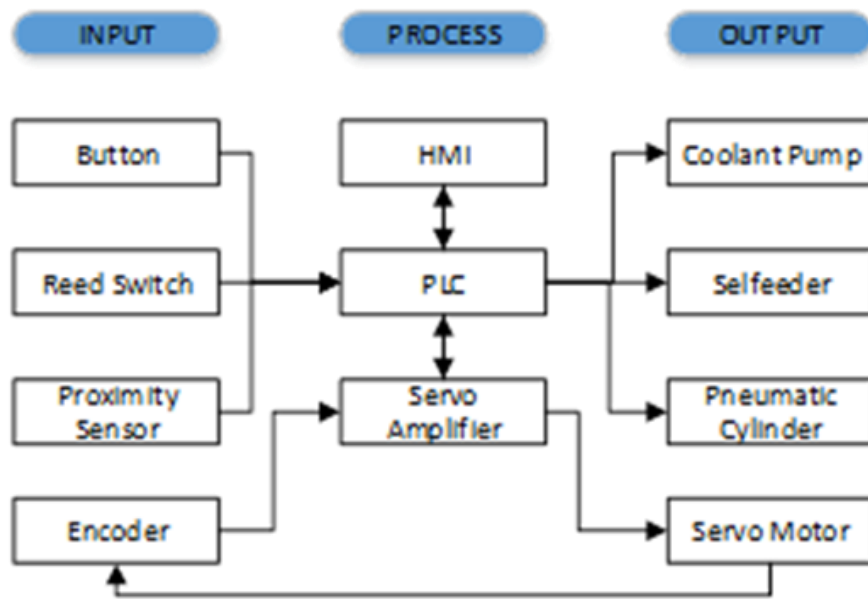 INPUT
PROCESS
OUTPUT
Button
HMI
Coolant Pump
Reed Switch
PLC
Selfeeder
Proximity
Sensor
Servo
Amplifier
Pneumatic
Cylinder
Encoder
Servo Motor